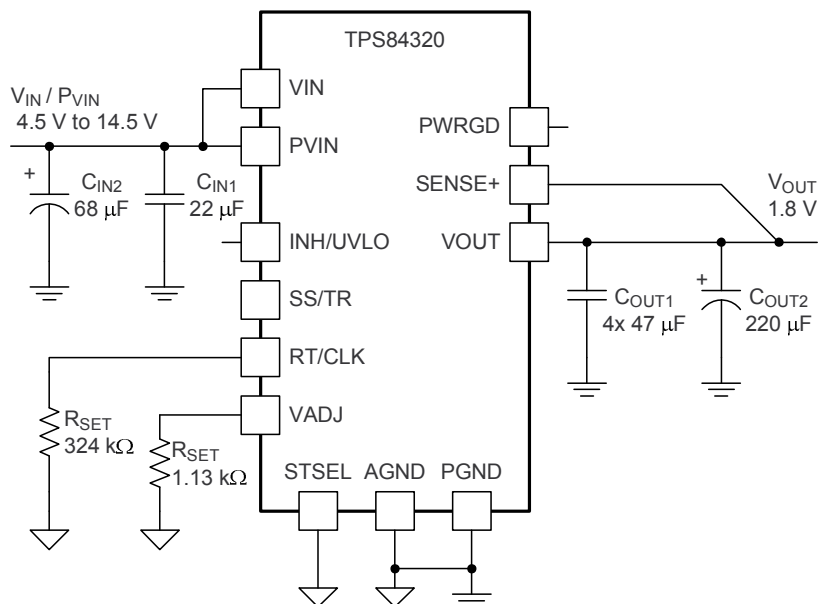 TPS84320
VIN
V_IN / P_VIN
4.5 V to 14.5 V
PWRGD
PVIN
+
C_IN2
68 μF
C_IN1
22 μF
SENSE+
V_OUT
1.8 V
INH/UVLO
VOUT
SS/TR
C_OUT1
4x 47 μF
+
C_OUT2
220 μF
RT/CLK
R_SET
324 kΩ
VADJ
R_SET
1.13 kΩ
STSEL
AGND
PGND